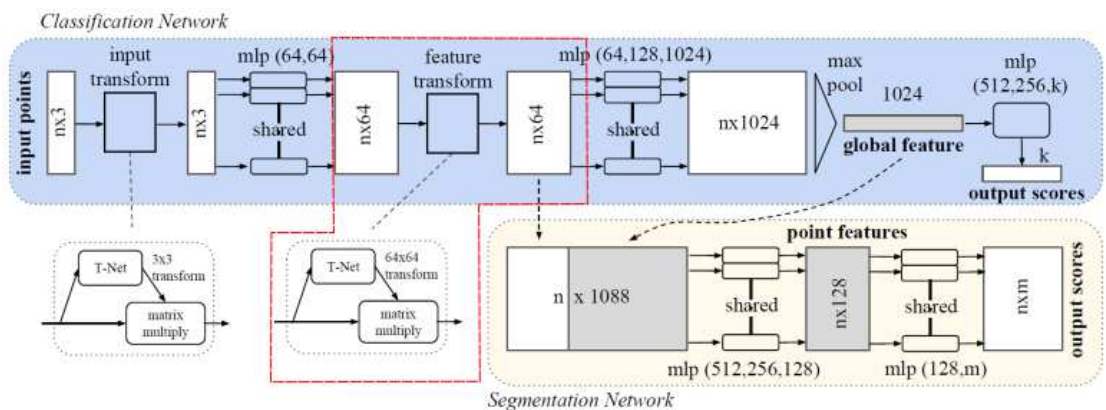 Classification Network
input points
nx3
input
transform
nx3
mlp (64,64)
shared
nx64
feature
transform
nx64
mlp (64,128,1024)
shared
nx1024
max
pool
1024
global feature
mlp
(512,256,k)
k
output scores
T-Net
3x3
transform
matrix
multiply
T-Net
64x64
transform
matrix
multiply
point features
n x 1088
shared
mlp (512,256,128)
nx128
shared
mlp (128,m)
nxm
output scores
Segmentation Network